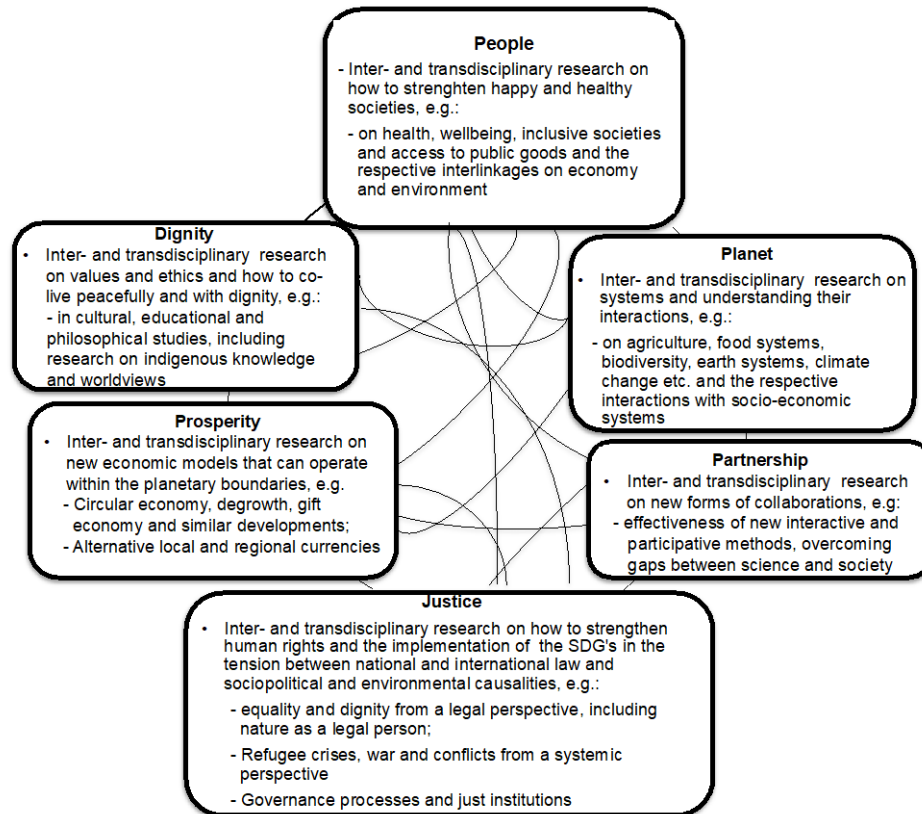 People
- Inter- and transdisciplinary research on
how to strenghten happy and healthy
societies, e.g.:
- on health, wellbeing, inclusive societies
and access to public goods and the
respective interlinkages on economy
and environment
Dignity
• Inter- and transdisciplinary research
on values and ethics and how to co-
live peacefully and with dignity, e.g.:
- in cultural, educational and
philosophical studies, including
research on indigenous knowledge
and worldviews
Planet
• Inter- and transdisciplinary research on
systems and understanding their
interactions, e.g.:
- on agriculture, food systems,
biodiversity, earth systems, climate
change etc. and the respective
interactions with socio-economic
systems
Prosperity
• Inter- and transdisciplinary research on
new economic models that can operate
within the planetary boundaries, e.g.
- Circular economy, degrowth, gift
economy and similar developments;
- Alternative local and regional currencies
Partnership
• Inter- and transdisciplinary research
on new forms of collaborations, e.g:
- effectiveness of new interactive and
participative methods, overcoming
gaps between science and society
Justice
• Inter- and transdisciplinary research on how to strengthen
human rights and the implementation of the SDG's in the
tension between national and international law and
sociopolitical and environmental causalities, e.g.:
- equality and dignity from a legal perspective, including
nature as a legal person;
- Refugee crises, war and conflicts from a systemic
perspective
- Governance processes and just institutions